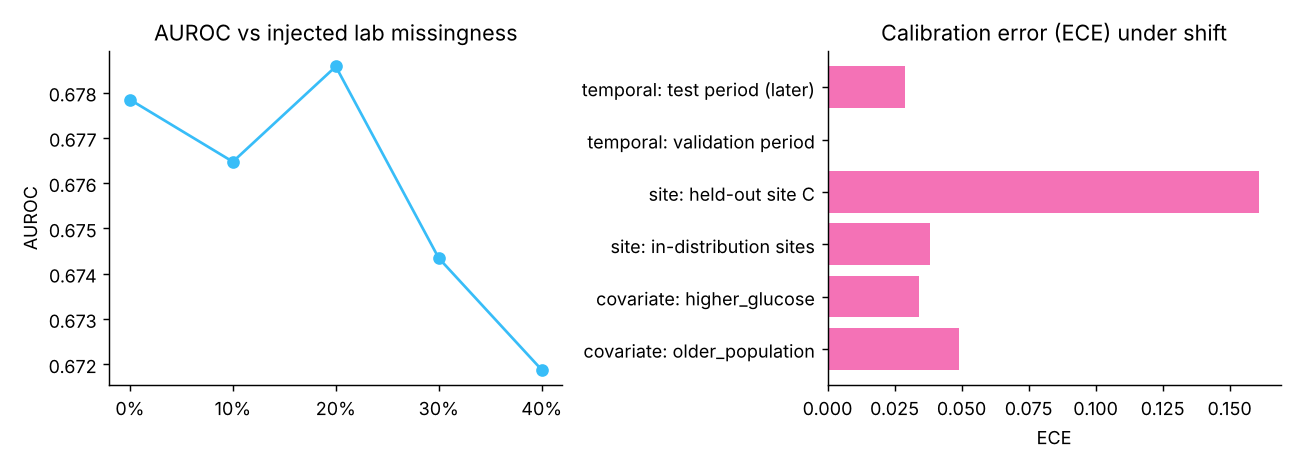 AUROC vs injected lab missingness
AUROC
0.678
0.677
0.676
0.675
0.674
0.673
0.672
0%
10%
20%
30%
40%
Calibration error (ECE) under shift
temporal: test period (later)
temporal: validation period
site: held-out site C
site: in-distribution sites
covariate: higher_glucose
covariate: older_population
0.000
0.025
0.050
0.075
0.100
0.125
0.150
ECE